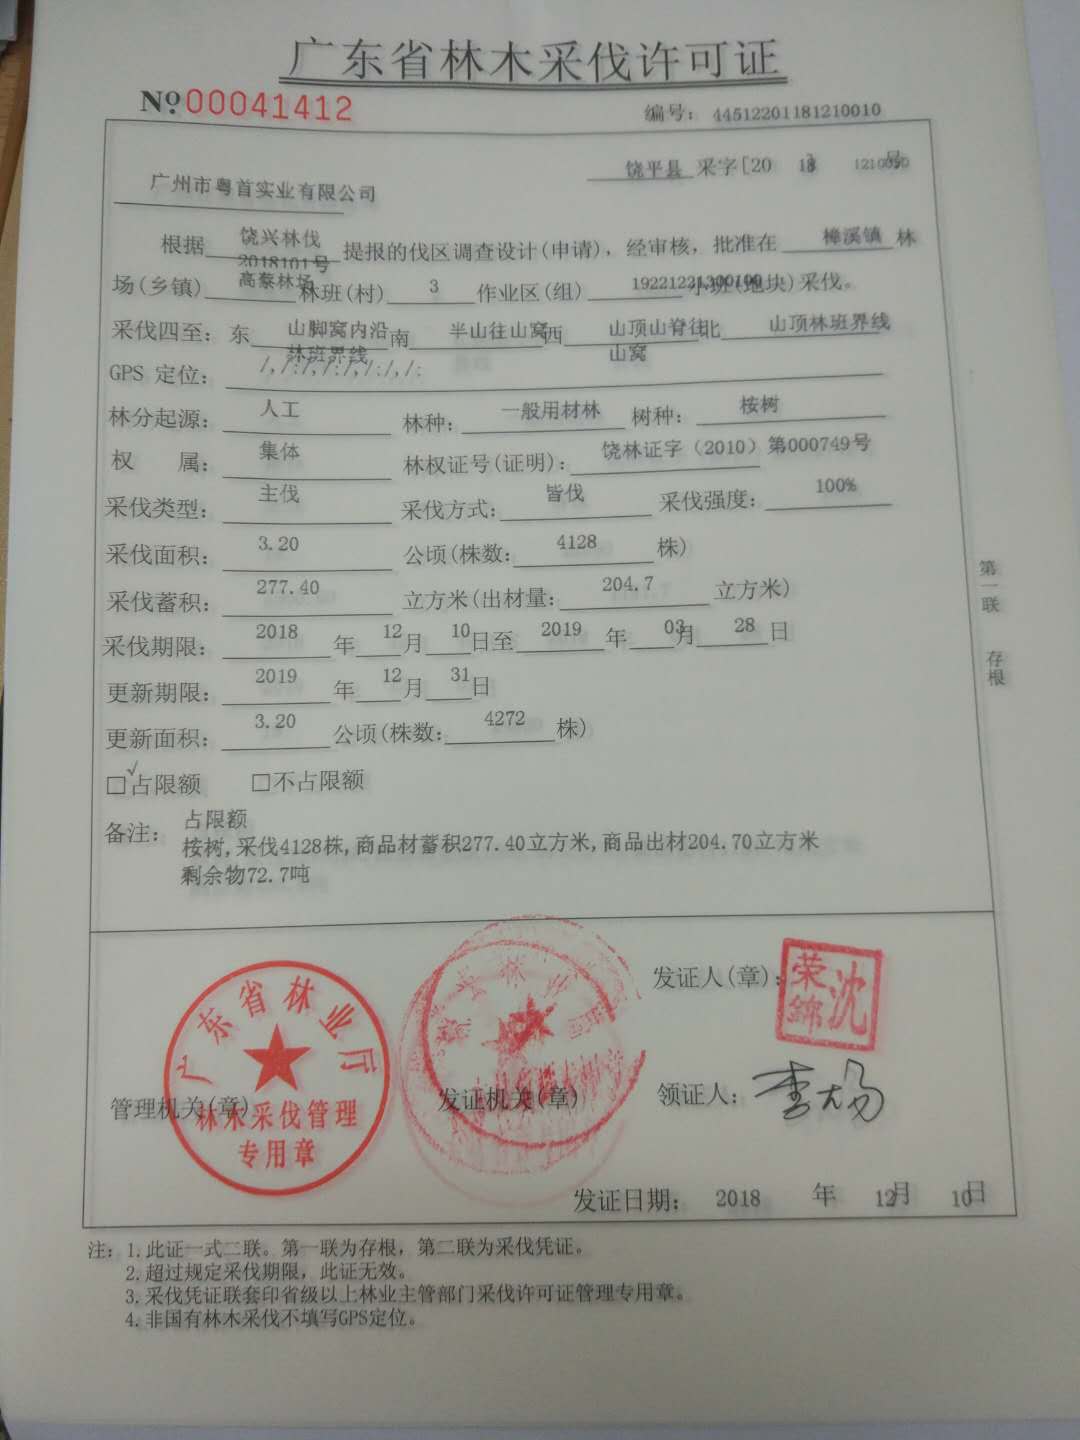 广东省林木采伐许可证
№00041412
编号：44512201181210010
广州市粤首实业有限公司
饶平县 采字[20 18 号
根据 饶兴林伐2018101号 提报的伐区调查设计(申请)，经审核，批准在 樟溪镇 林
场(乡镇) 高泰林场 林班(村) 3 作业区(组) 小班(地块)采伐。
采伐四至：东 山脚窝内沿林班界线 南 半山往山窝 西 山顶山脊往山窝 北 山顶林班界线
GPS 定位： /,/:/,/:/,/:/,/:
林分起源： 人工 林种： 一般用材林 树种： 桉树
权 属： 集体 林权证号(证明)： 饶林证字（2010）第000749号
采伐类型： 主伐 采伐方式： 皆伐 采伐强度： 100%
采伐面积： 3.20 公顷(株数： 4128 株)
采伐蓄积： 277.40 立方米(出材量： 204.7 立方米)
采伐期限： 2018 年 12 月 10 日至 2019 年 03 月 28 日
更新期限： 2019 年 12 月 31 日
更新面积： 3.20 公顷(株数： 4272 株)
□√占限额 □不占限额
备注： 占限额
桉树,采伐4128株,商品材蓄积277.40立方米,商品出材204.70立方米
剩余物72.7吨
第一联 存根
管理机关(章)
广东省林业厅
林木采伐管理
专用章
发证机关(章)
发证人(章)：
沈荣錦
领证人：
发证日期： 2018 年 12 月 10 日
注：1.此证一式二联。第一联为存根，第二联为采伐凭证。
2.超过规定采伐期限，此证无效。
3.采伐凭证联套印省级以上林业主管部门采伐许可证管理专用章。
4.非国有林木采伐不填写GPS定位。